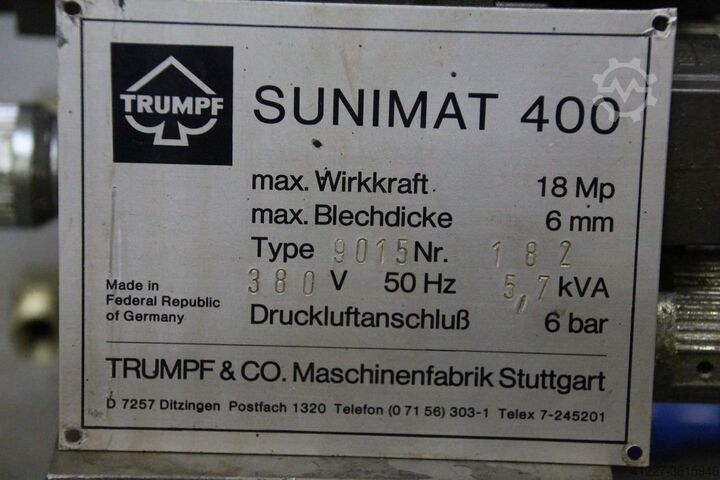 TRUMPF
SUNIMAT 400
max. Wirkkraft 18 Mp
max. Blechdicke 6 mm
Type 9015 Nr. 182
380 V 50 Hz 5,7 kVA
Made in
Federal Republic
of Germany
Druckluftanschluß 6 bar
TRUMPF & CO. Maschinenfabrik Stuttgart
D 7257 Ditzingen Postfach 1320 Telefon (0 71 56) 303-1 Telex 7-245201